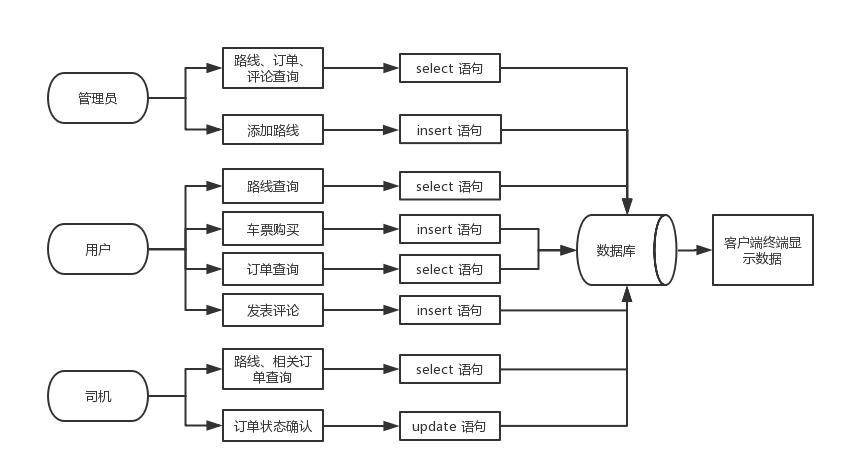 管理员
路线、订单、
评论查询
select 语句
添加路线
insert 语句
用户
路线查询
select 语句
车票购买
insert 语句
订单查询
select 语句
发表评论
insert 语句
数据库
客户端终端显
示数据
司机
路线、相关订
单查询
select 语句
订单状态确认
update 语句